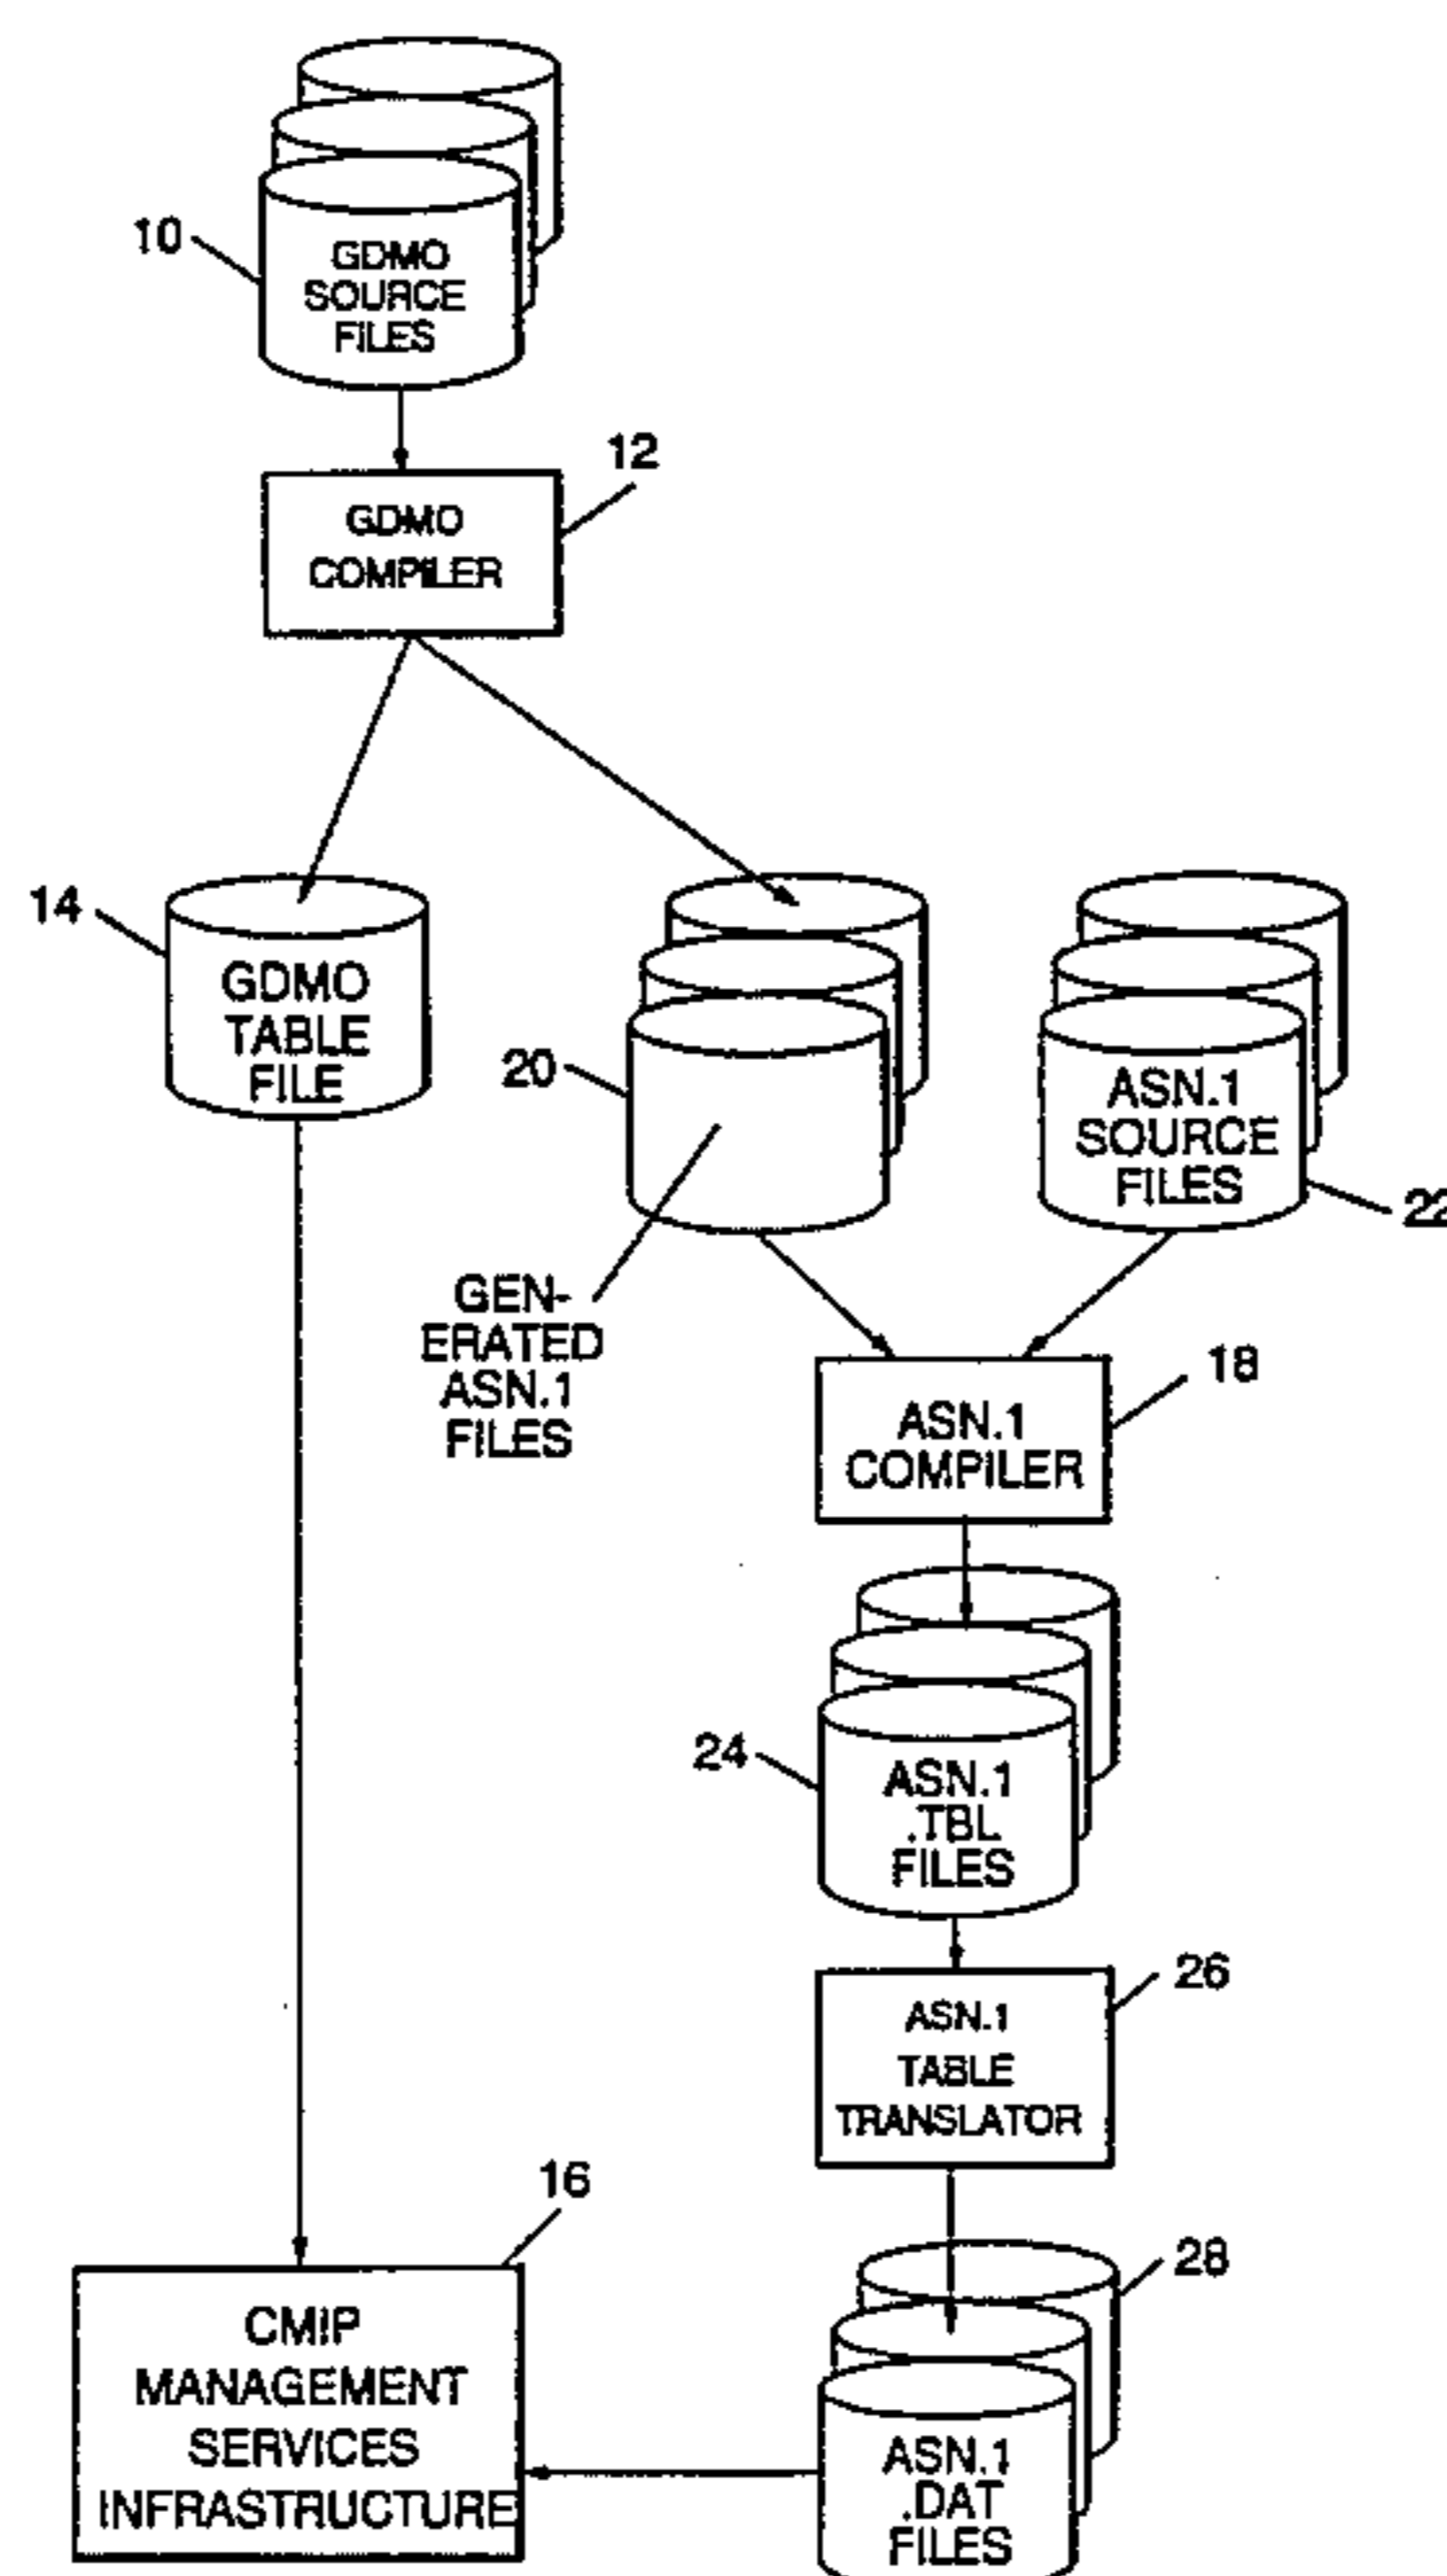 10
GDMO
SOURCE
FILES
12
GDMO
COMPILER
14
GDMO
TABLE
FILE
20
ASN.1
SOURCE
FILES
22
GEN-
ERATED
ASN.1
FILES
18
ASN.1
COMPILER
24
ASN.1
.TBL
FILES
26
ASN.1
TABLE
TRANSLATOR
16
28
CMIP
MANAGEMENT
SERVICES
INFRASTRUCTURE
ASN.1
.DAT
FILES